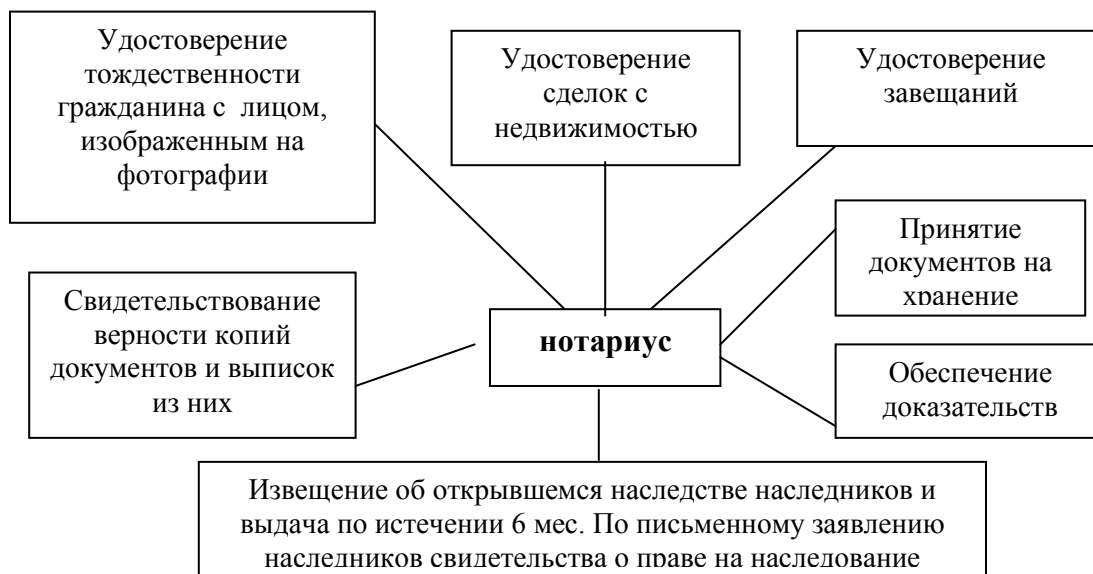 Удостоверение
тождественности
гражданина с лицом,
изображенным на
фотографии
Удостоверение
сделок с
недвижимостью
Удостоверение
завещаний
Принятие
документов на
хранение
Свидетельствование
верности копий
документов и выписок
из них
нотариус
Обеспечение
доказательств
Извещение об открывшемся наследстве наследников и
выдача по истечении 6 мес. По письменному заявлению
наследников свидетельства о праве на наследование